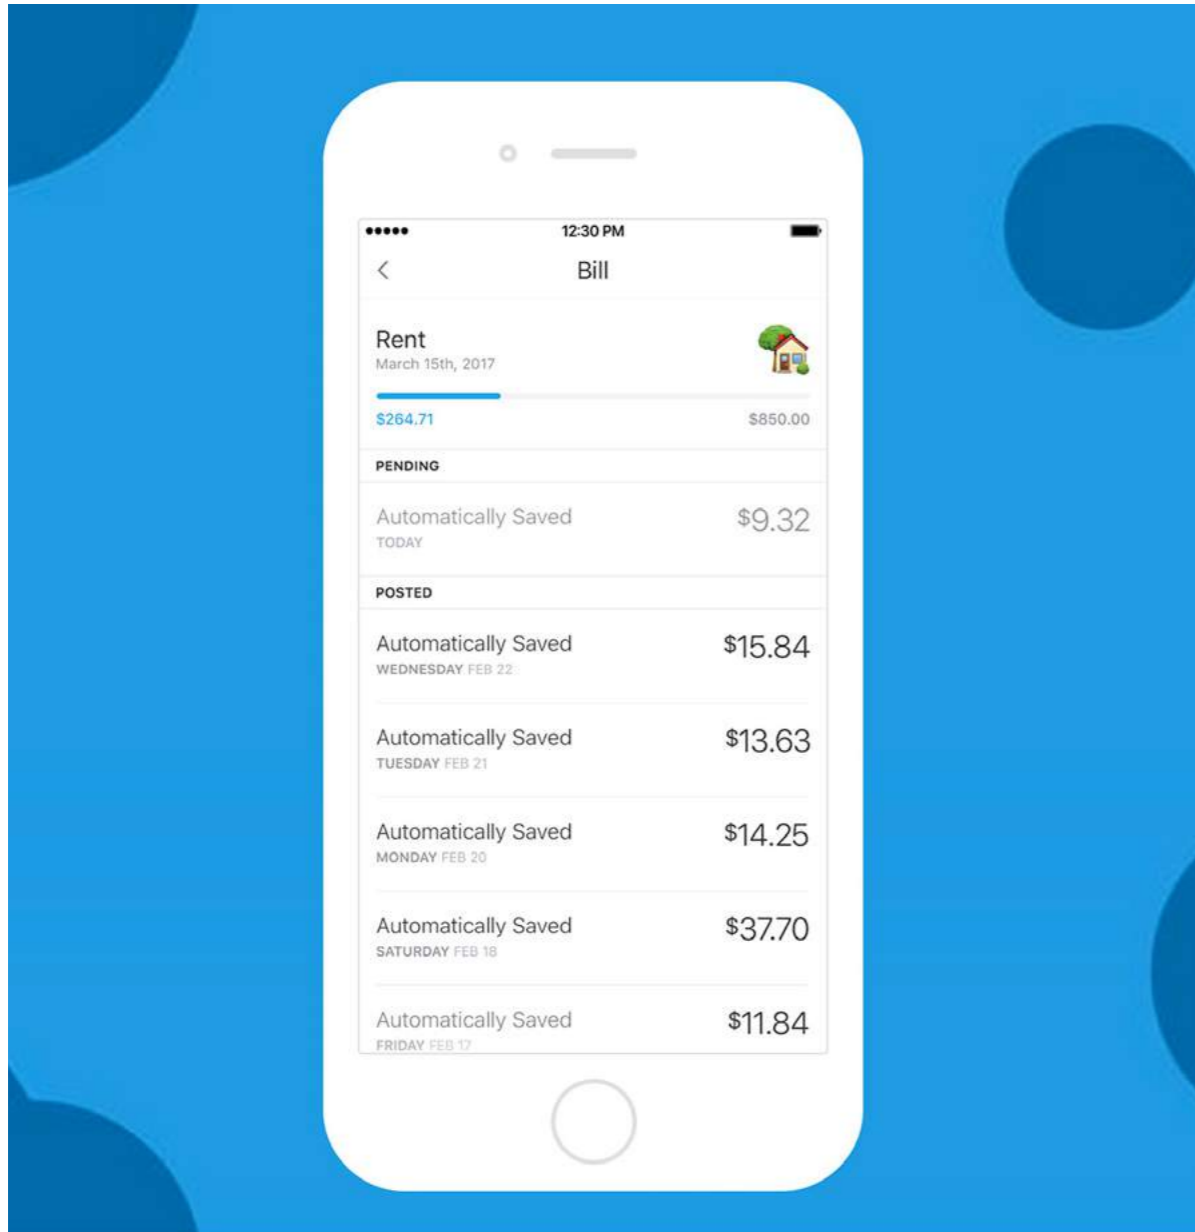 12:30 PM
Bill
Rent
March 15th, 2017
$264.71 $850.00
PENDING
Automatically Saved $9.32
TODAY
POSTED
Automatically Saved $15.84
WEDNESDAY FEB 22
Automatically Saved $13.63
TUESDAY FEB 21
Automatically Saved $14.25
MONDAY FEB 20
Automatically Saved $37.70
SATURDAY FEB 18
Automatically Saved $11.84
FRIDAY FEB 17